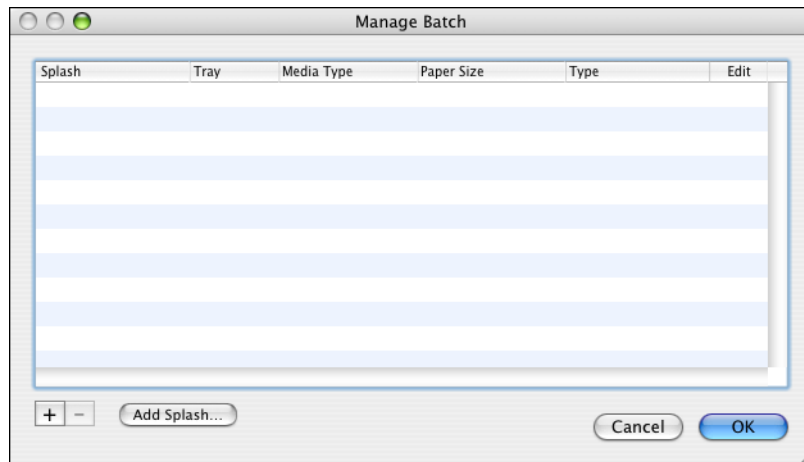 Manage Batch
Splash Tray Media Type Paper Size Type Edit
+ − Add Splash...
Cancel OK